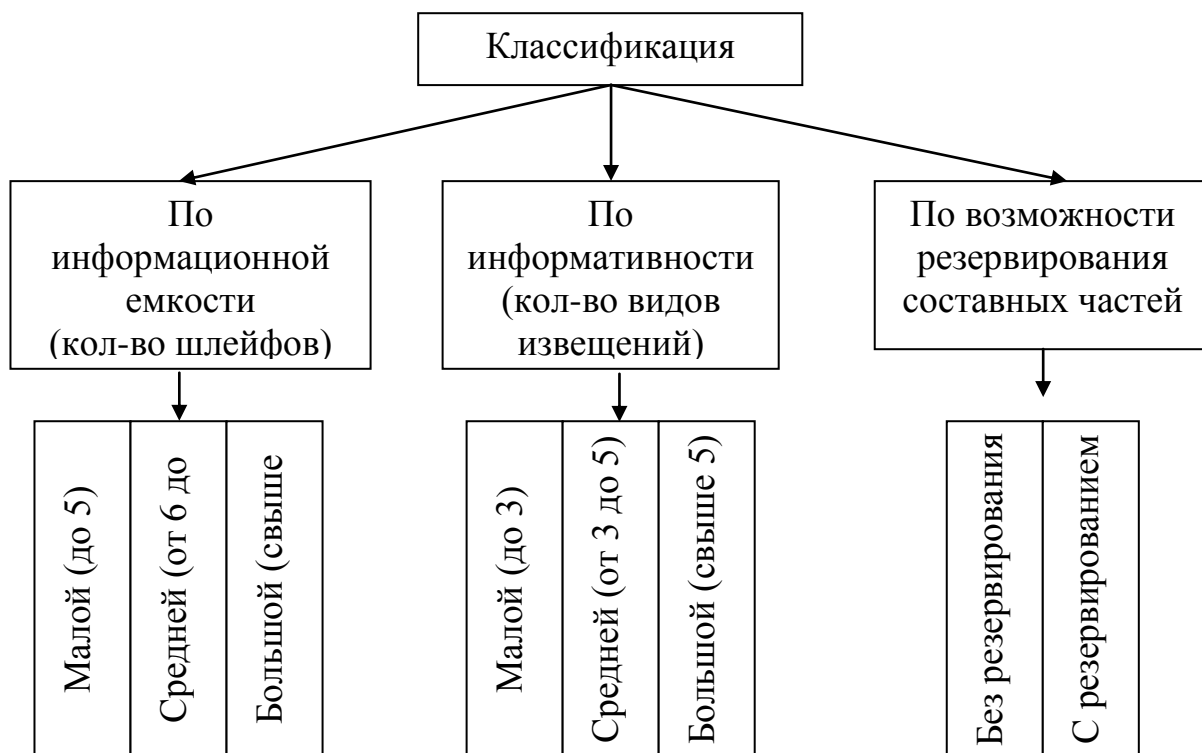 Классификация
По
информационной
емкости
(кол-во шлейфов)
По
информативности
(кол-во видов
извещений)
По возможности
резервирования
составных частей
Малой (до 5)
Средней (от 6 до
Большой (свыше
Малой (до 3)
Средней (от 3 до 5)
Большой (свыше 5)
Без резервирования
С резервированием